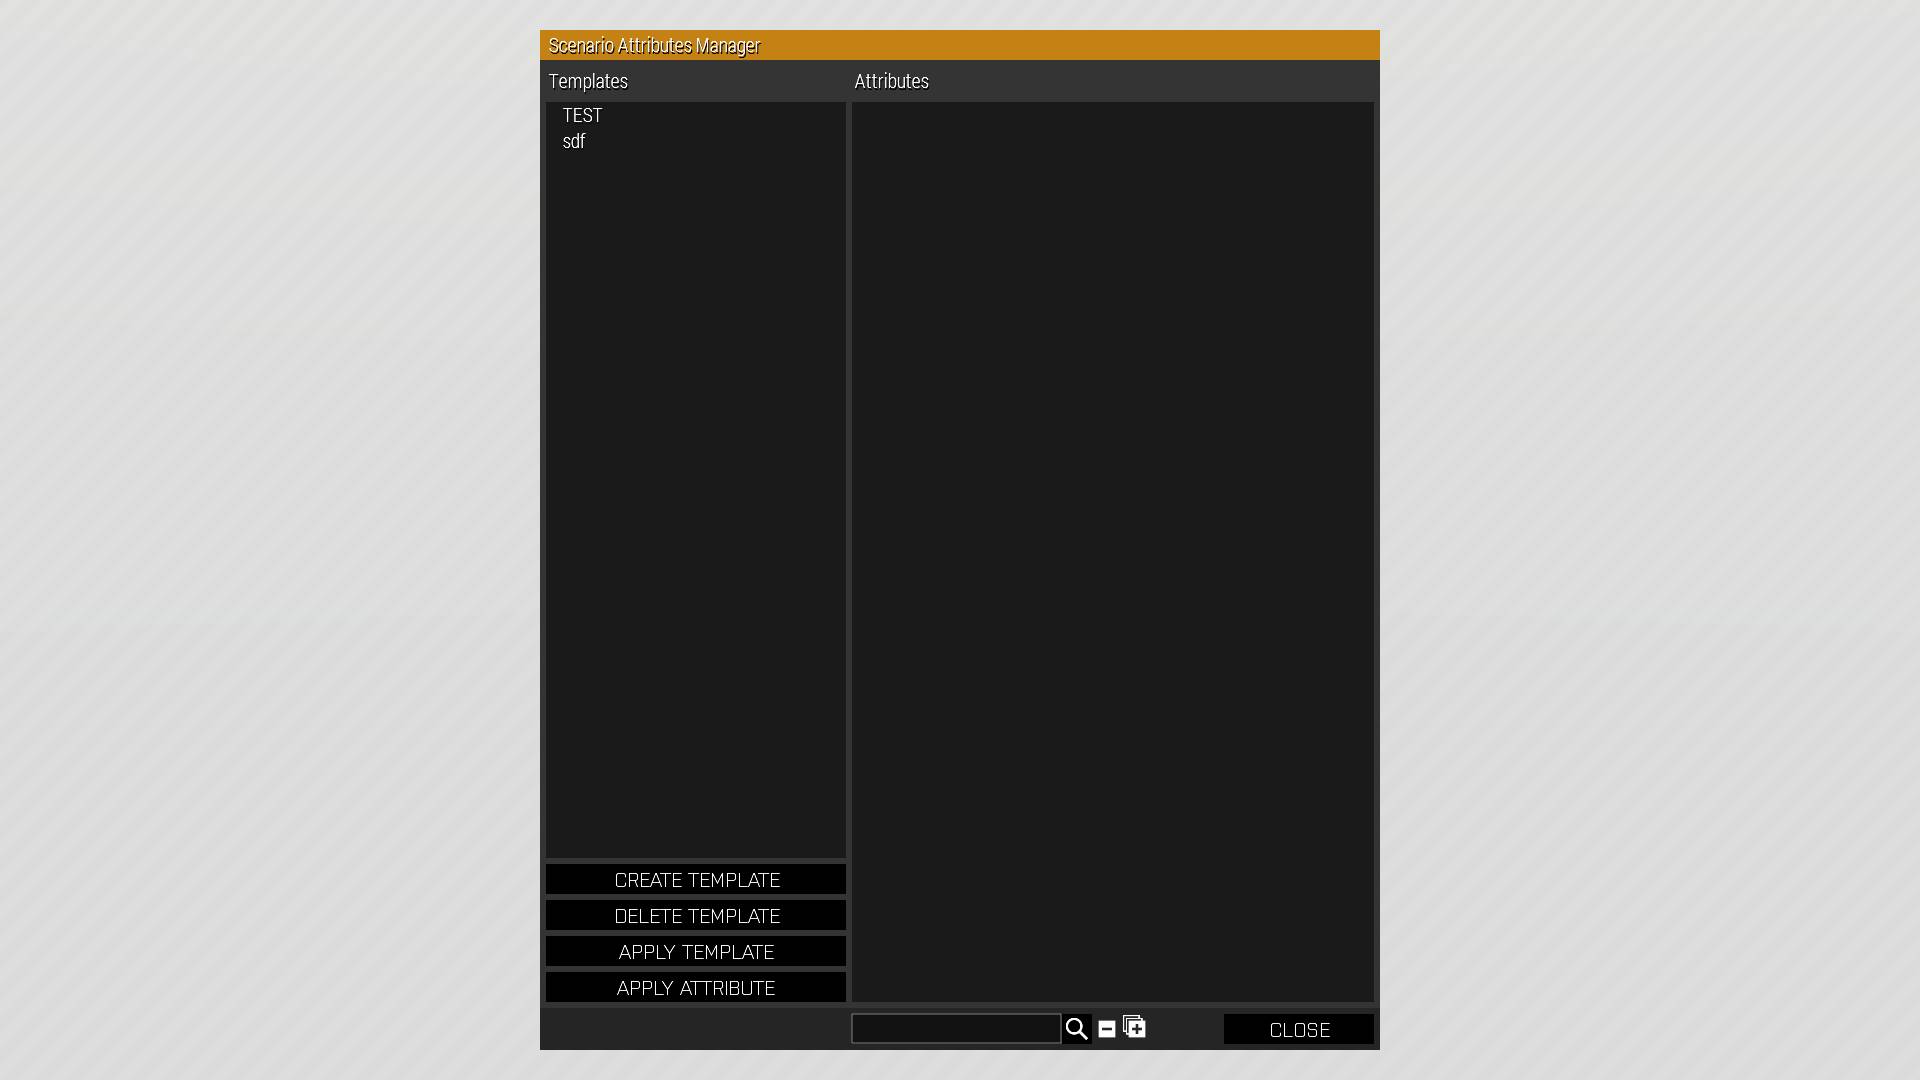 Scenario Attributes Manager
Templates
Attributes
TEST
sdf
CREATE TEMPLATE
DELETE TEMPLATE
APPLY TEMPLATE
APPLY ATTRIBUTE
CLOSE